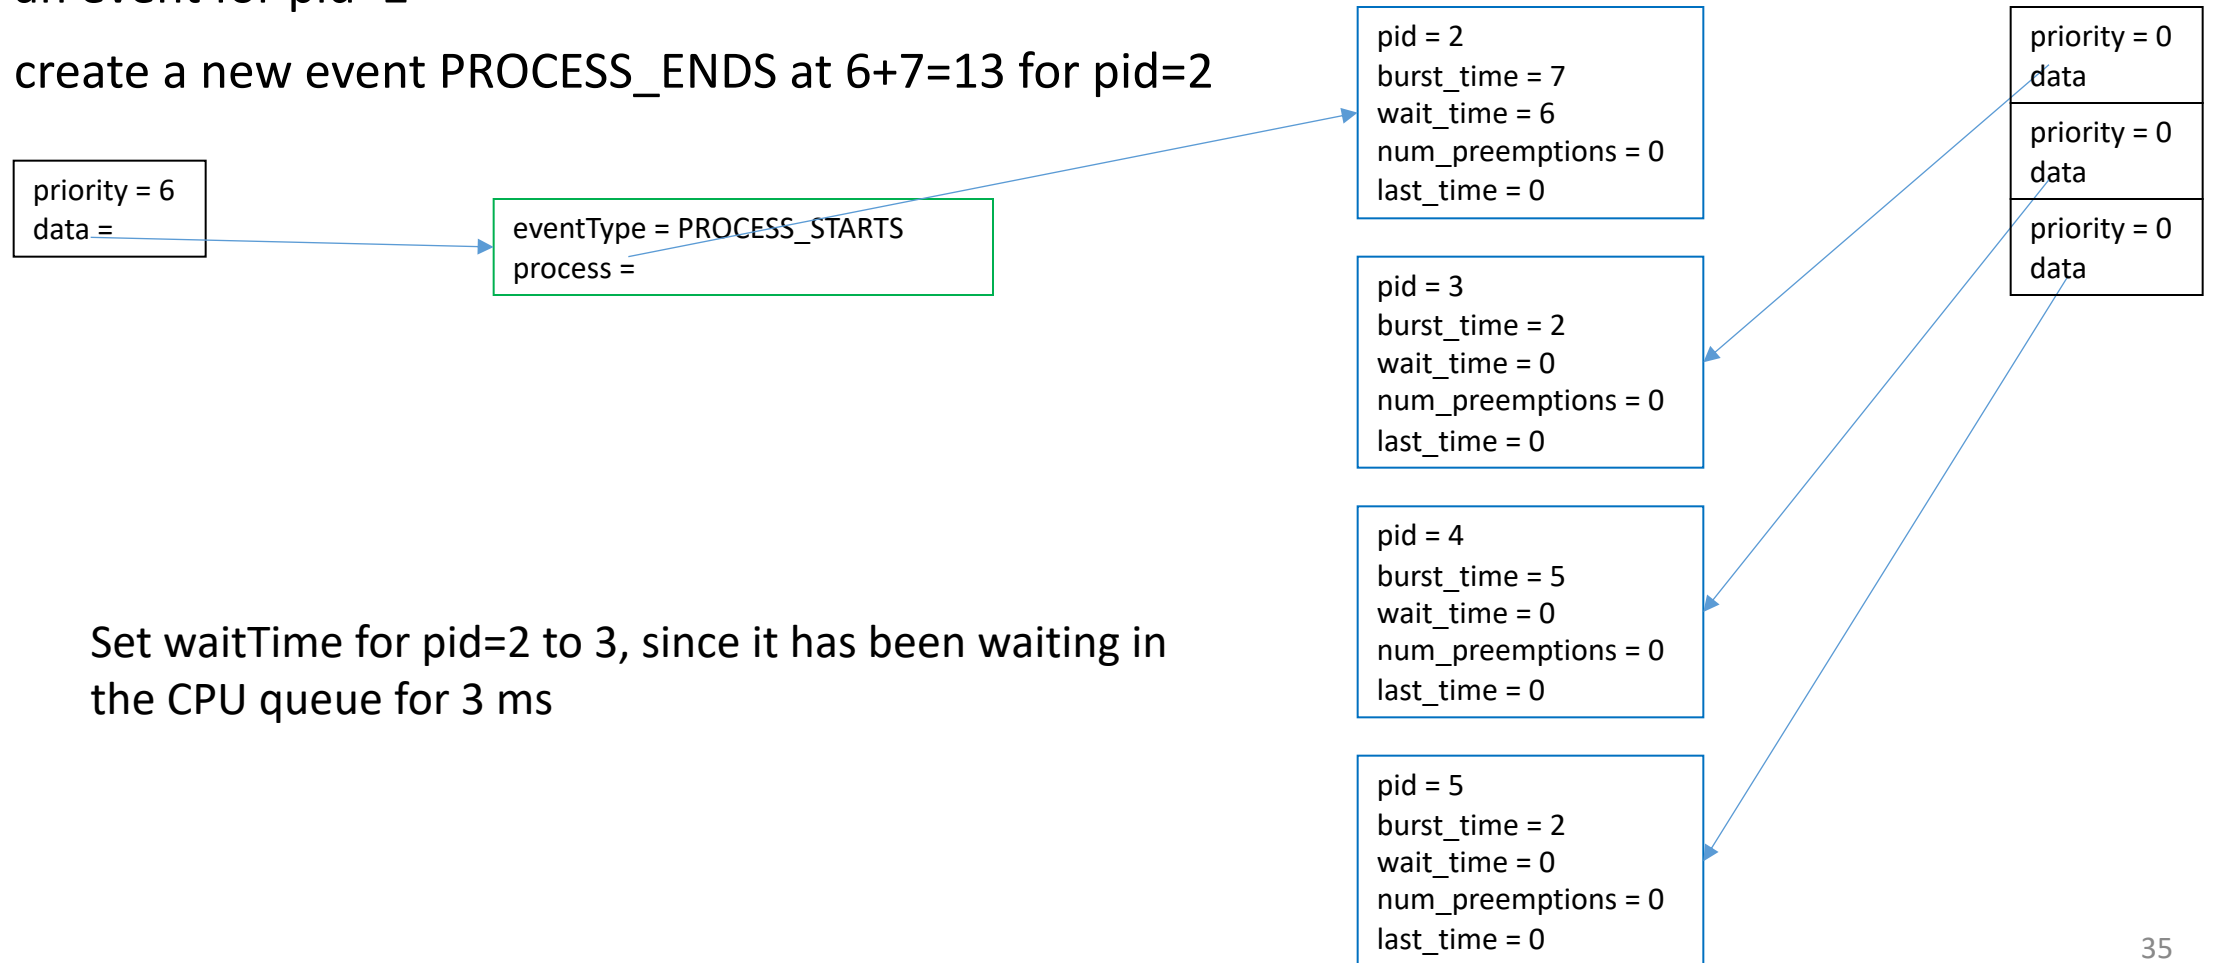 create a new event PROCESS_ENDS at 6+7=13 for pid=2
priority = 6
data =
eventType = PROCESS_STARTS
process =
Set waitTime for pid=2 to 3, since it has been waiting in
the CPU queue for 3 ms
pid = 2
burst_time = 7
wait_time = 6
num_preemptions = 0
last_time = 0
pid = 3
burst_time = 2
wait_time = 0
num_preemptions = 0
last_time = 0
pid = 4
burst_time = 5
wait_time = 0
num_preemptions = 0
last_time = 0
pid = 5
burst_time = 2
wait_time = 0
num_preemptions = 0
last_time = 0
priority = 0
data
priority = 0
data
priority = 0
data
35